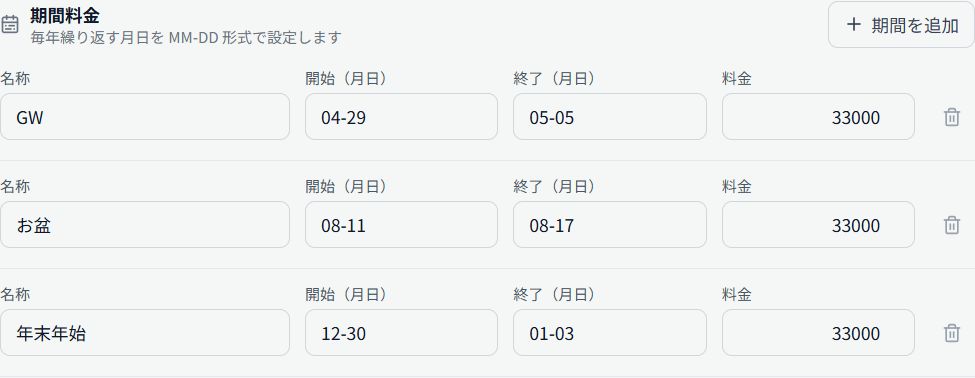 期間料金
毎年繰り返す月日を MM-DD 形式で設定します
期間を追加
名称 開始（月日） 終了（月日） 料金
GW 04-29 05-05 33000
名称 開始（月日） 終了（月日） 料金
お盆 08-11 08-17 33000
名称 開始（月日） 終了（月日） 料金
年末年始 12-30 01-03 33000